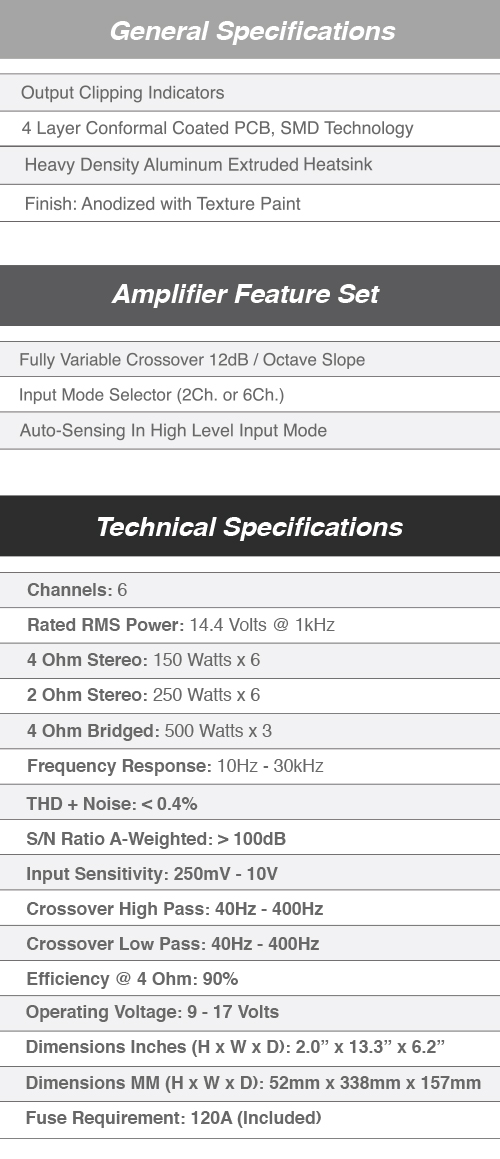 General Specifications
Output Clipping Indicators
4 Layer Conformal Coated PCB, SMD Technology
Heavy Density Aluminum Extruded Heatsink
Finish: Anodized with Texture Paint
Amplifier Feature Set
Fully Variable Crossover 12dB / Octave Slope
Input Mode Selector (2Ch. or 6Ch.)
Auto-Sensing In High Level Input Mode
Technical Specifications
Channels: 6
Rated RMS Power: 14.4 Volts @ 1kHz
4 Ohm Stereo: 150 Watts x 6
2 Ohm Stereo: 250 Watts x 6
4 Ohm Bridged: 500 Watts x 3
Frequency Response: 10Hz - 30kHz
THD + Noise: < 0.4%
S/N Ratio A-Weighted: > 100dB
Input Sensitivity: 250mV - 10V
Crossover High Pass: 40Hz - 400Hz
Crossover Low Pass: 40Hz - 400Hz
Efficiency @ 4 Ohm: 90%
Operating Voltage: 9 - 17 Volts
Dimensions Inches (H x W x D): 2.0” x 13.3” x 6.2”
Dimensions MM (H x W x D): 52mm x 338mm x 157mm
Fuse Requirement: 120A (Included)